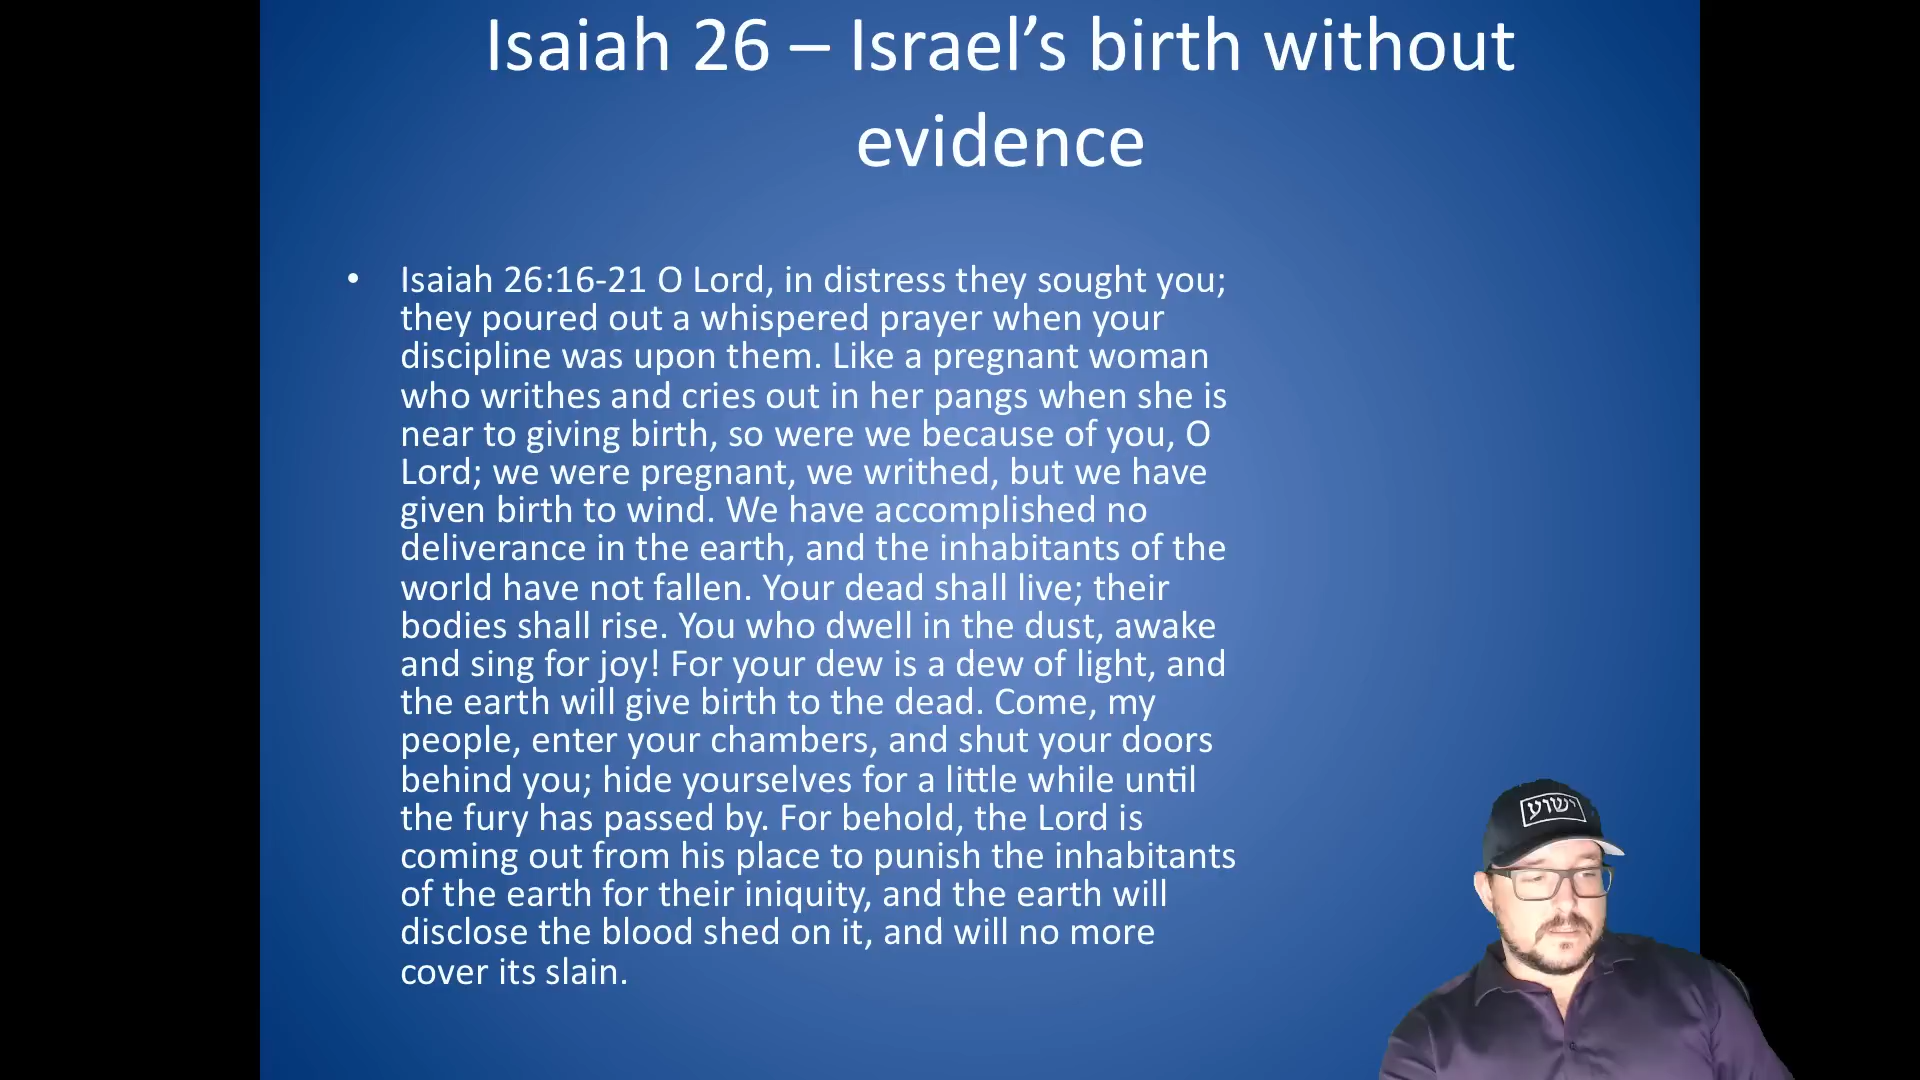 Isaiah 26 – Israel’s birth without
evidence
• Isaiah 26:16-21 O Lord, in distress they sought you;
they poured out a whispered prayer when your
discipline was upon them. Like a pregnant woman
who writhes and cries out in her pangs when she is
near to giving birth, so were we because of you, O
Lord; we were pregnant, we writhed, but we have
given birth to wind. We have accomplished no
deliverance in the earth, and the inhabitants of the
world have not fallen. Your dead shall live; their
bodies shall rise. You who dwell in the dust, awake
and sing for joy! For your dew is a dew of light, and
the earth will give birth to the dead. Come, my
people, enter your chambers, and shut your doors
behind you; hide yourselves for a little while until
the fury has passed by. For behold, the Lord is
coming out from his place to punish the inhabitants
of the earth for their iniquity, and the earth will
disclose the blood shed on it, and will no more
cover its slain.
ישוע